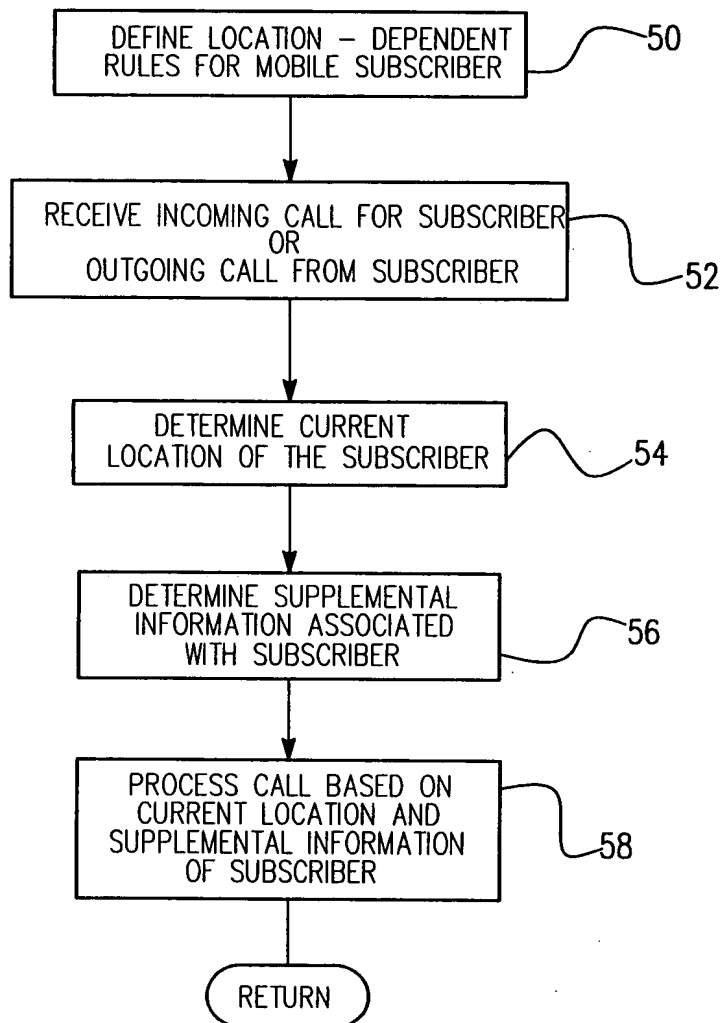 DEFINE LOCATION – DEPENDENT
RULES FOR MOBILE SUBSCRIBER
50
RECEIVE INCOMING CALL FOR SUBSCRIBER
OR
OUTGOING CALL FROM SUBSCRIBER
52
DETERMINE CURRENT
LOCATION OF THE SUBSCRIBER
54
DETERMINE SUPPLEMENTAL
INFORMATION ASSOCIATED
WITH SUBSCRIBER
56
PROCESS CALL BASED ON
CURRENT LOCATION AND
SUPPLEMENTAL INFORMATION
OF SUBSCRIBER
58
RETURN